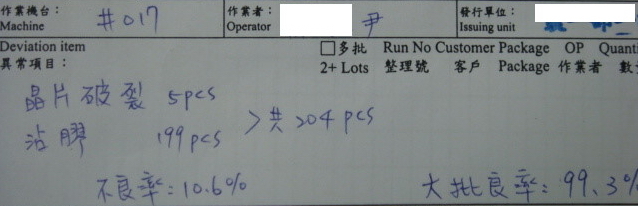 作業機台： 作業者： 發行單位：
Machine #017 Operator 尹 Issuing unit
Deviation item □多批 Run No Customer Package OP Quanti
異常項目： 2+ Lots 整理號 客戶 Package 作業者 數
晶片破裂 5pcs
沾膠 199pcs >共204pcs
不良率:10.6% 大批良率:99.3%